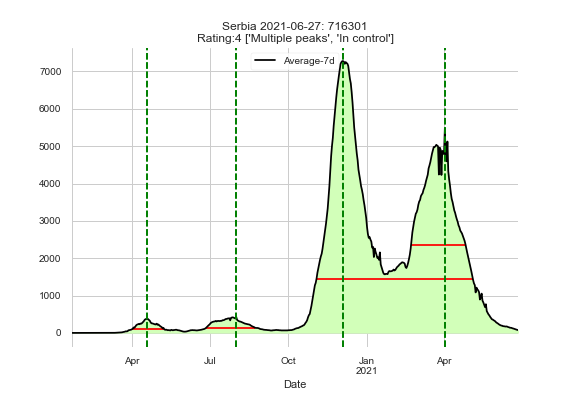 Serbia 2021-06-27: 716301
Rating:4 ['Multiple peaks', 'In control']
Average-7d
7000
6000
5000
4000
3000
2000
1000
0
Apr
Jul
Oct
Jan
2021
Apr
Date